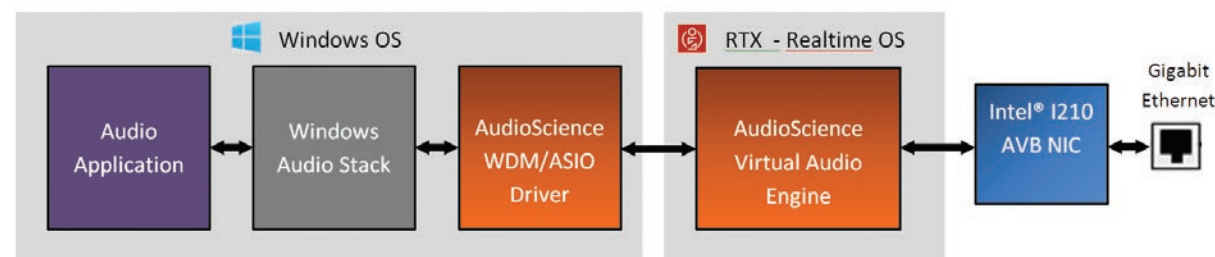 Windows OS
RTX - Realtime OS
Audio
Application
Windows
Audio Stack
AudioScience
WDM/ASIO
Driver
AudioScience
Virtual Audio
Engine
Intel® I210
AVB NIC
Gigabit
Ethernet